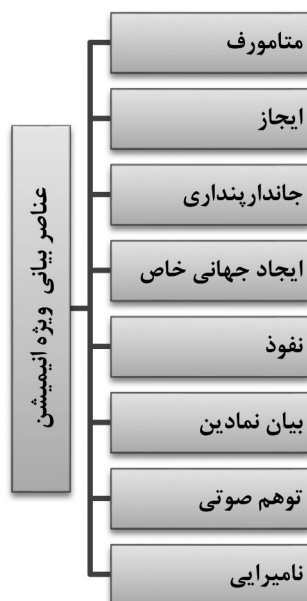 عناصر بیانی ویژه انیمیشن
متامورف
ایجاز
جاندارپنداری
ایجاد جهانی خاص
نفوذ
بیان نمادین
توهم صوتی
نامیرایی